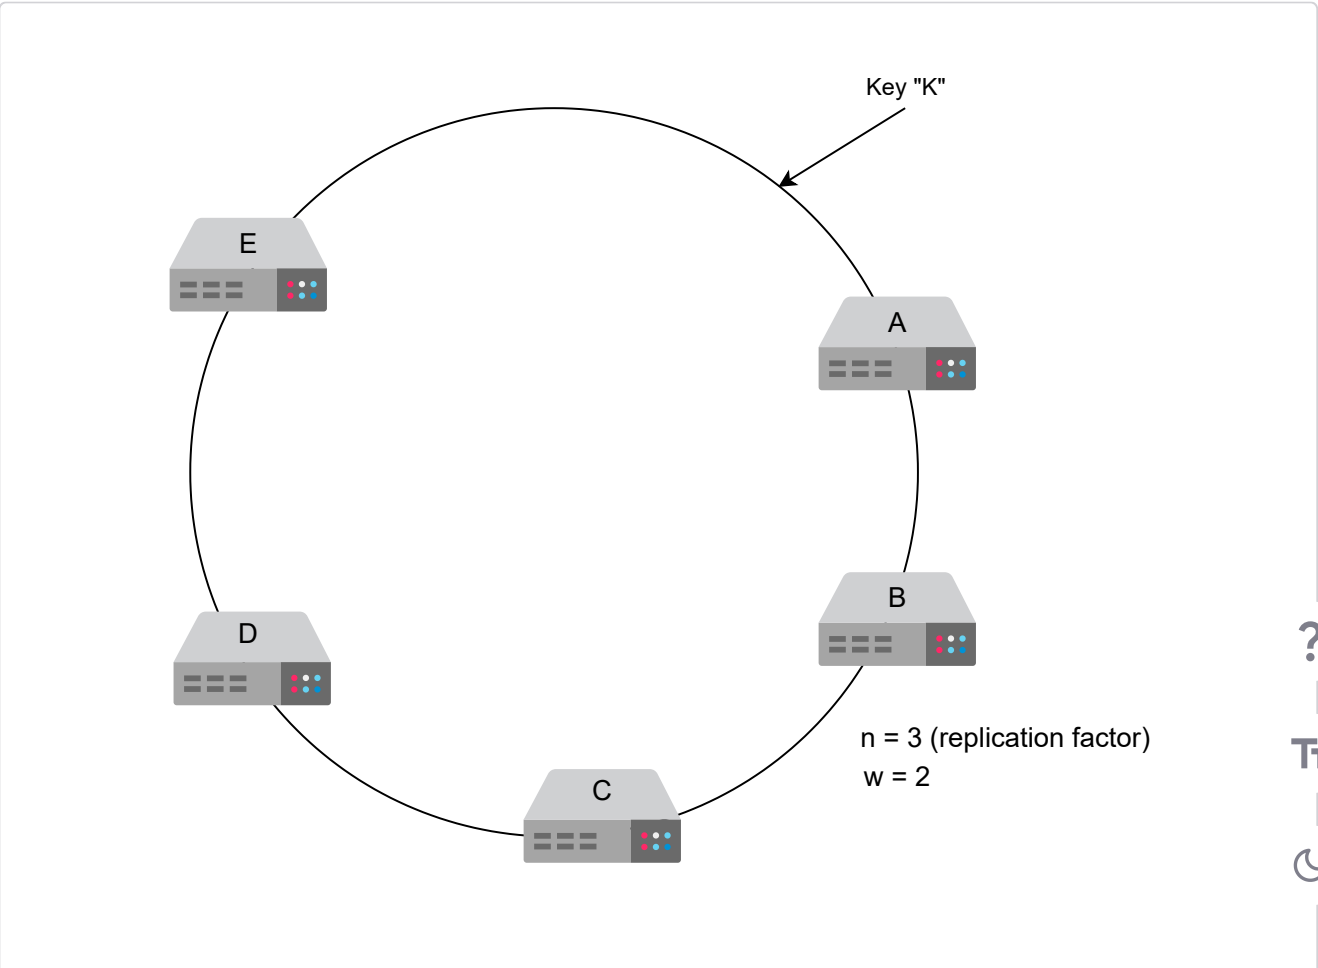 Key "K"
E
A
B
D
n = 3 (replication factor)
w = 2
C
?